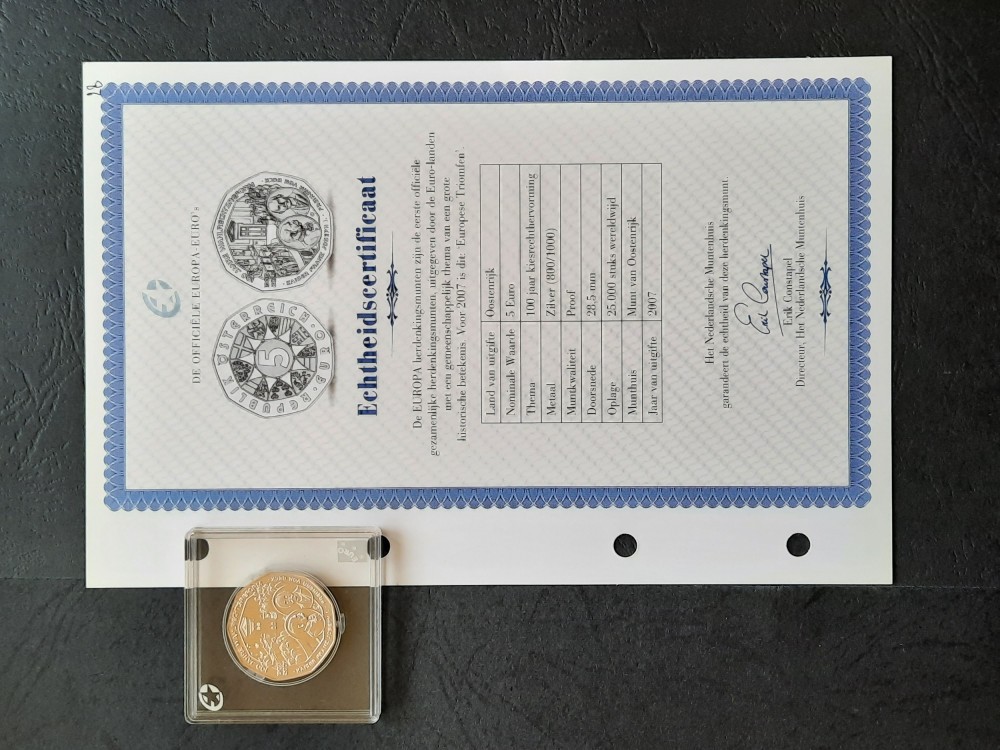 DE OFFICIËLE EUROPA-EURO's
REPUBLIK ÖSTERREICH
5
EURO
Echtheidscertificaat
De EUROPA herdenkingsmunten zijn de eerste officiële
gezamenlijke herdenkingsmunten, uitgegeven door de Euro-landen
met een gemeenschappelijk thema van een grote
historische betekenis. Voor 2007 is dit: 'Europese Triomfen'.
Land van uitgifte Oostenrijk
Nominale Waarde 5 Euro
Thema 100 jaar kiesrechthervorming
Metaal Zilver (800/1000)
Muntkwaliteit Proof
Doorsnede 28,5 mm
Oplage 25.000 stuks wereldwijd
Munthuis Munt van Oostenrijk
Jaar van uitgifte 2007
Het Nederlandsche Muntenhuis
garandeert de echtheid van deze herdenkingsmunt.
Erik Constapel
Erik Constapel
Directeur, Het Nederlandsche Muntenhuis